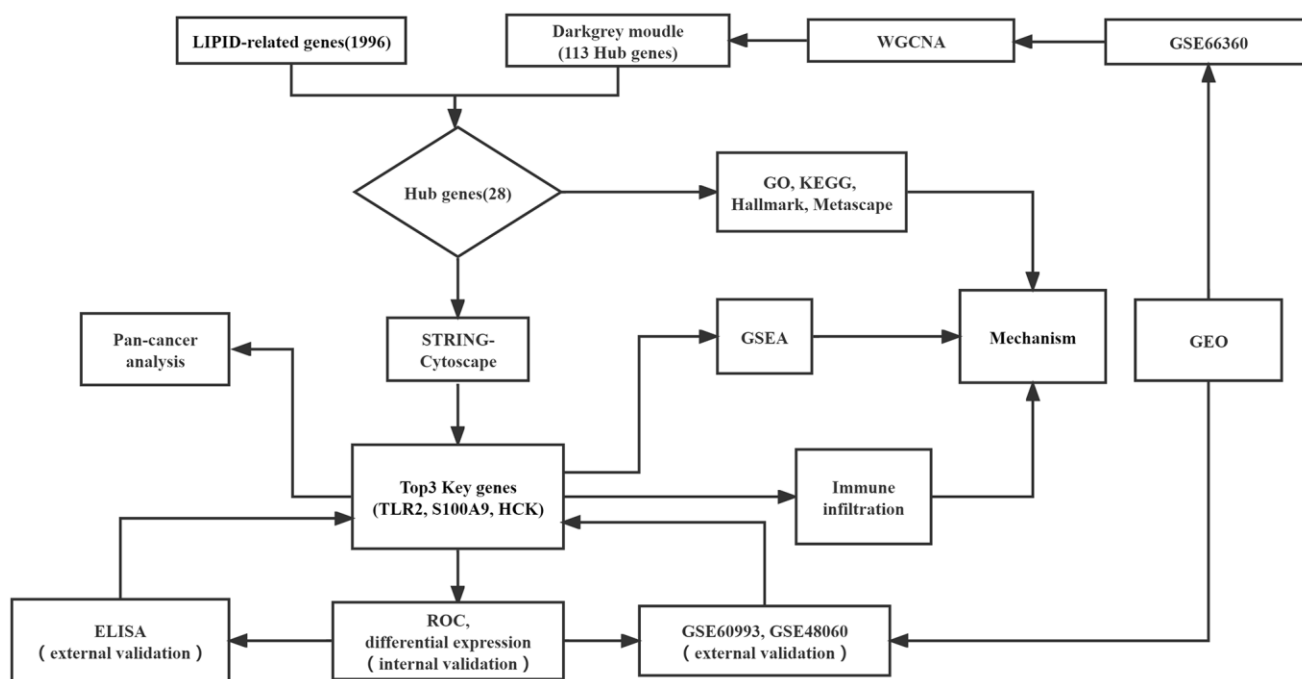 LIPID-related genes(1996)
Darkgrey moudle
(113 Hub genes)
WGCNA
GSE66360
Hub genes(28)
GO, KEGG,
Hallmark, Metascape
Pan-cancer
analysis
STRING-
Cytoscape
GSEA
Mechanism
GEO
Top3 Key genes
(TLR2, S100A9, HCK)
Immune
infiltration
ELISA
( external validation )
ROC,
differential expression
( internal validation )
GSE60993, GSE48060
( external validation )